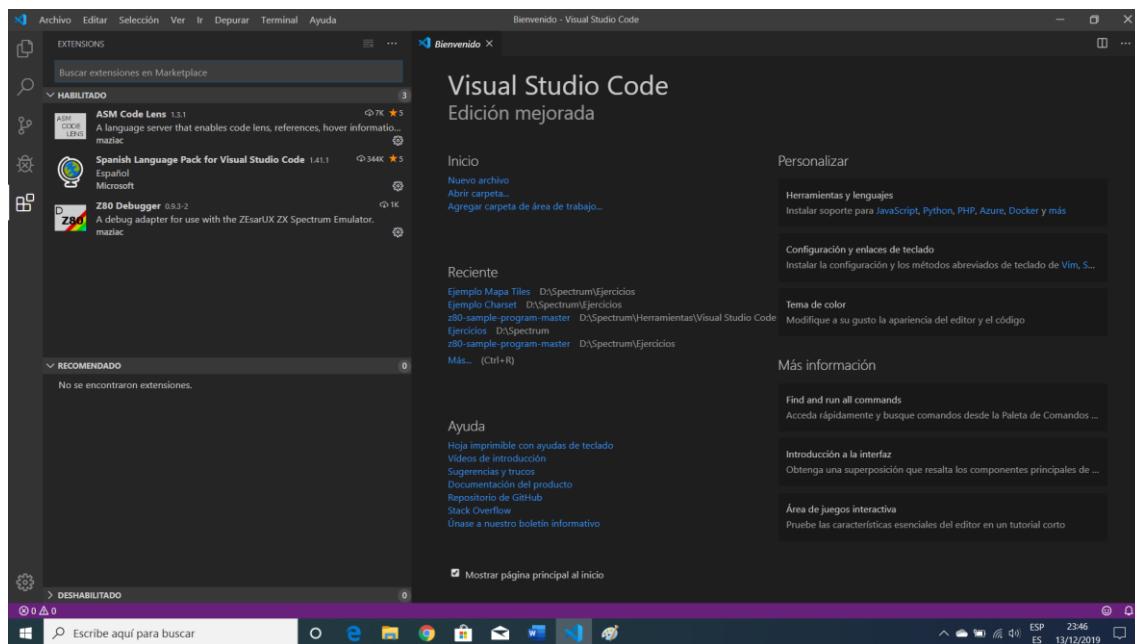 Archivo Editar Selección Ver Ir Depurar Terminal Ayuda
Bienvenido - Visual Studio Code
EXTENSIONS
Buscar extensiones en Marketplace
HABILITADO 3
ASM CODE LENS
ASM Code Lens 1.3.1 7K ★5
A language server that enables code lens, references, hover informatio...
maziac
Spanish Language Pack for Visual Studio Code 1.41.1 344K ★5
Español
Microsoft
D Z80
Z80 Debugger 0.9.3-2 1K
A debug adapter for use with the ZEsarUX ZX Spectrum Emulator.
maziac
RECOMENDADO 0
No se encontraron extensiones.
DESHABILITADO 0
Bienvenido
Visual Studio Code
Edición mejorada
Inicio
Nuevo archivo
Abrir carpeta...
Agregar carpeta de área de trabajo...
Reciente
Ejemplo Mapa Tiles D:\Spectrum\Ejercicios
Ejemplo Charset D:\Spectrum\Ejercicios
z80-sample-program-master D:\Spectrum\Herramientas\Visual Studio Code
Ejercicios D:\Spectrum
z80-sample-program-master D:\Spectrum\Ejercicios
Más... (Ctrl+R)
Ayuda
Hoja imprimible con ayudas de teclado
Vídeos de introducción
Sugerencias y trucos
Documentación del producto
Repositorio de GitHub
Stack Overflow
Únase a nuestro boletín informativo
Mostrar página principal al inicio
Personalizar
Herramientas y lenguajes
Instalar soporte para JavaScript, Python, PHP, Azure, Docker y más
Configuración y enlaces de teclado
Instalar la configuración y los métodos abreviados de teclado de Vim, S...
Tema de color
Modifique a su gusto la apariencia del editor y el código
Más información
Find and run all commands
Acceda rápidamente y busque comandos desde la Paleta de Comandos ...
Introducción a la interfaz
Obtenga una superposición que resalta los componentes principales de ...
Área de juegos interactiva
Pruebe las características esenciales del editor en un tutorial corto
0 0
Escribe aquí para buscar
ESP
ES
23:46
13/12/2019